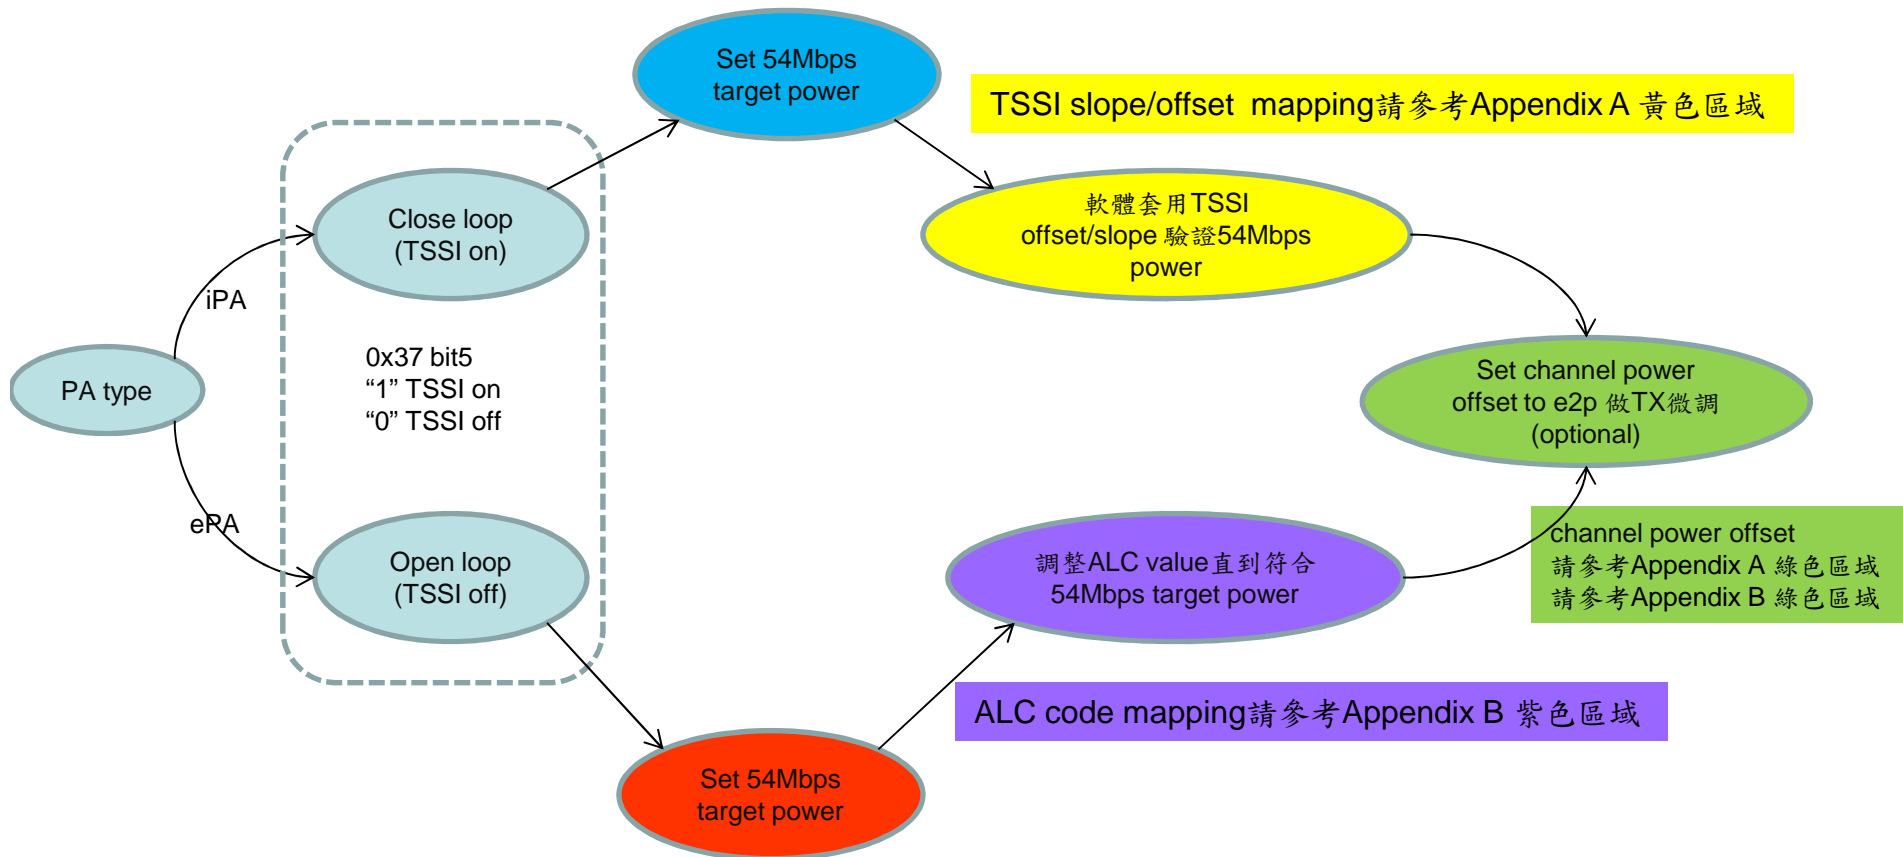 Set 54Mbps
target power
TSSI slope/offset  mapping請參考Appendix A 黃色區域
Close loop
(TSSI on)
軟體套用TSSI
offset/slope 驗證54Mbps
power
iPA
0x37 bit5
“1” TSSI on
“0” TSSI off
PA type
Set channel power
offset to e2p 做TX微調
(optional)
ePA
Open loop
(TSSI off)
調整ALC value直到符合
54Mbps target power
channel power offset
請參考Appendix A 綠色區域
請參考Appendix B 綠色區域
ALC code mapping請參考Appendix B 紫色區域
Set 54Mbps
target power